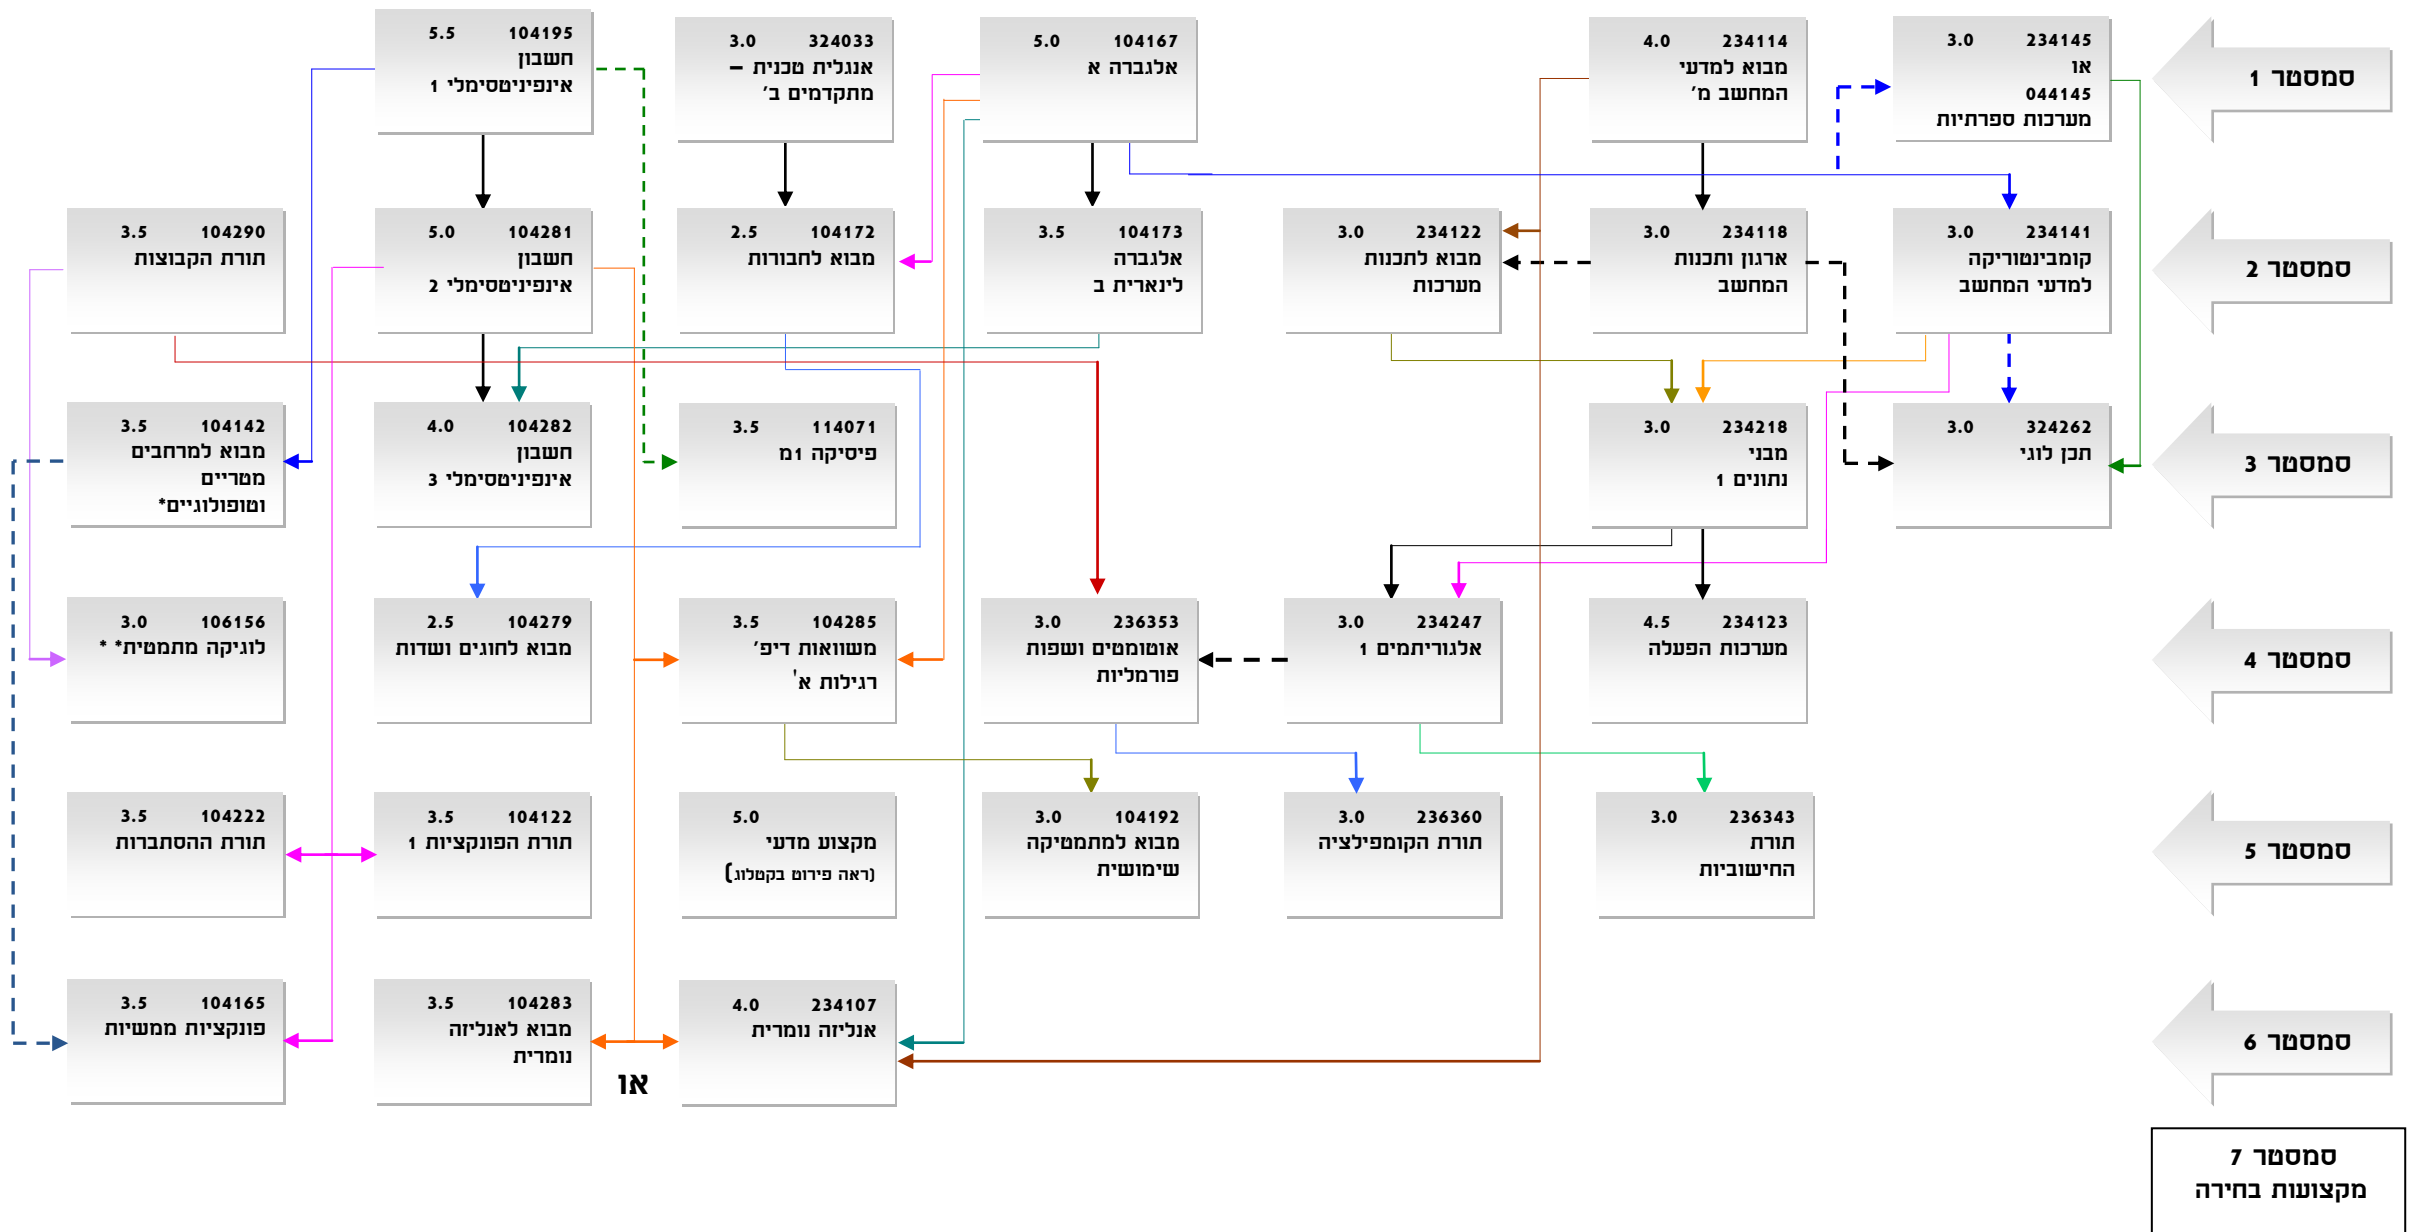 סמסטר 1
234145 3.0
או
044145
מערכות ספרתיות
234114 4.0
מבוא למדעי
המחשב מ'
104167 5.0
אלגברה א
324033 3.0
אנגלית טכנית –
מתקדמים ב'
104195 5.5
חשבון
אינפיניטסימלי 1
סמסטר 2
234141 3.0
קומבינטוריקה
למדעי המחשב
234118 3.0
ארגון ותכנות
המחשב
234122 3.0
מבוא לתכנות
מערכות
104173 3.5
אלגברה
לינארית ב
104172 2.5
מבוא לחבורות
104281 5.0
חשבון
אינפיניטסימלי 2
104290 3.5
תורת הקבוצות
סמסטר 3
324262 3.0
תכן לוגי
234218 3.0
מבני
נתונים 1
114071 3.5
פיסיקה 1מ
104282 4.0
חשבון
אינפיניטסימלי 3
104142 3.5
מבוא למרחבים
מטריים
וטופולוגיים*
סמסטר 4
234123 4.5
מערכות הפעלה
234247 3.0
אלגוריתמים 1
236353 3.0
אוטומטים ושפות
פורמליות
104285 3.5
משוואות דיפ'
רגילות א'
104279 2.5
מבוא לחוגים ושדות
106156 3.0
לוגיקה מתמטית* *
סמסטר 5
236343 3.0
תורת
החישוביות
236360 3.0
תורת הקומפילציה
104192 3.0
מבוא למתמטיקה
שימושית
5.0
מקצוע מדעי
(ראה פירוט בקטלוג)
104122 3.5
תורת הפונקציות 1
104222 3.5
תורת ההסתברות
סמסטר 6
234107 4.0
אנליזה נומרית
או
104283 3.5
מבוא לאנליזה
נומרית
104165 3.5
פונקציות ממשיות
סמסטר 7
מקצועות בחירה